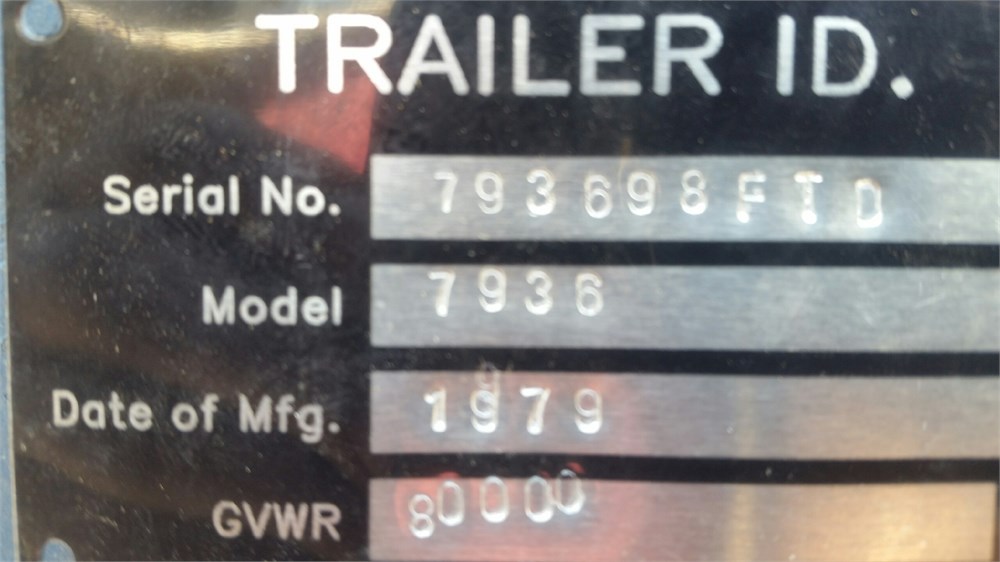 TRAILER ID.
Serial No. 793698FTD
Model 7936
Date of Mfg. 1979
GVWR 80000